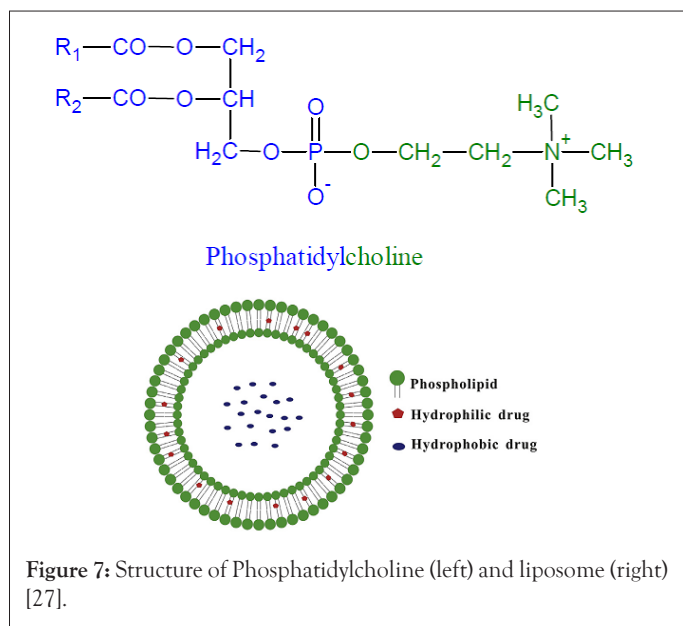 R₁—CO—O—CH₂
R₂—CO—O—CH
H₂C—O—P—O—CH₂—CH₂—N⁺—CH₃
O
O⁻
H₃C
CH₃
Phosphatidylcholine
Phospholipid
Hydrophilic drug
Hydrophobic drug
Figure 7: Structure of Phosphatidylcholine (left) and liposome (right)
[27].